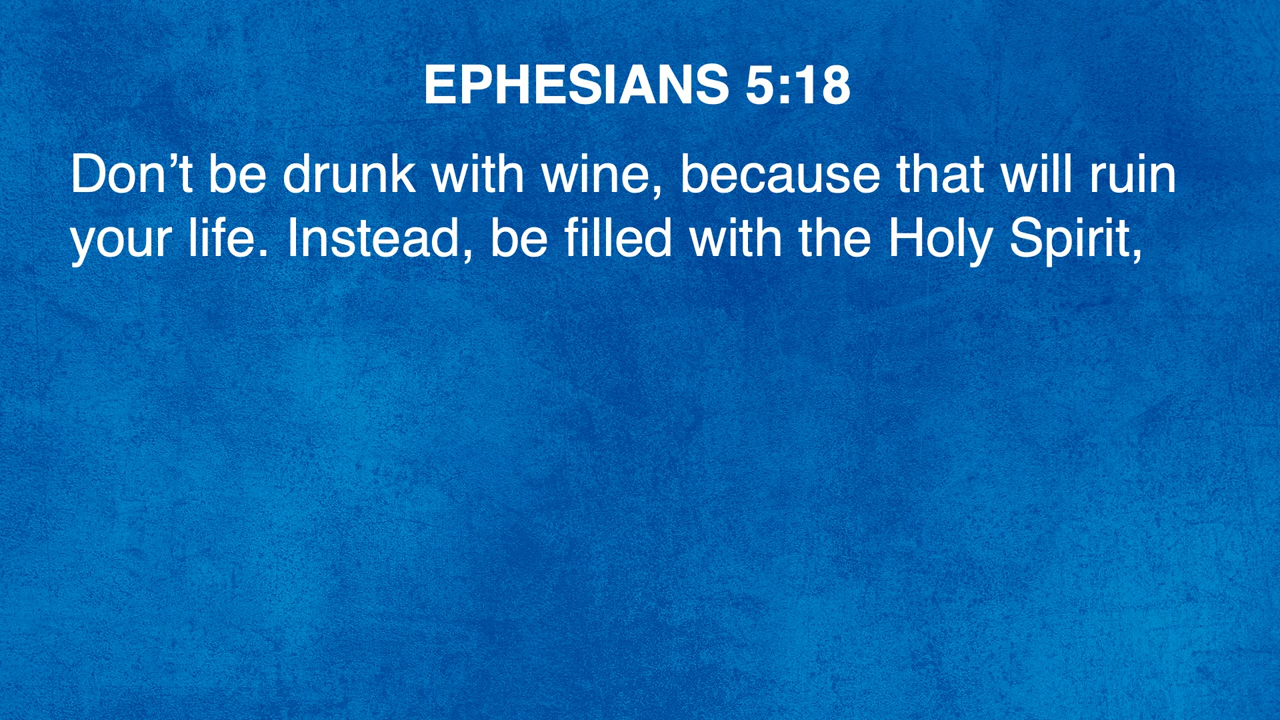 EPHESIANS 5:18
Don’t be drunk with wine, because that will ruin
your life. Instead, be filled with the Holy Spirit,